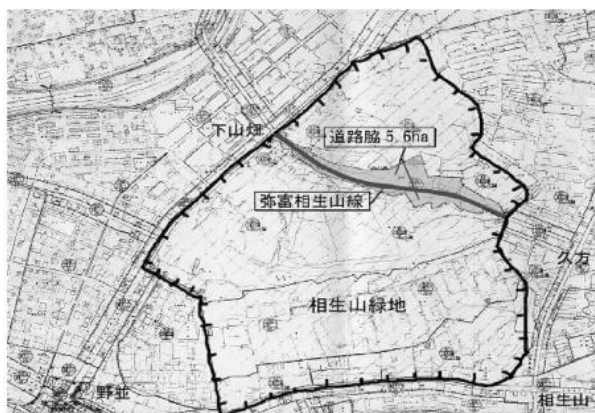 下山畑
道路脇 5.6ha
弥富相生山線
久方
相生山緑地
野並
相生山